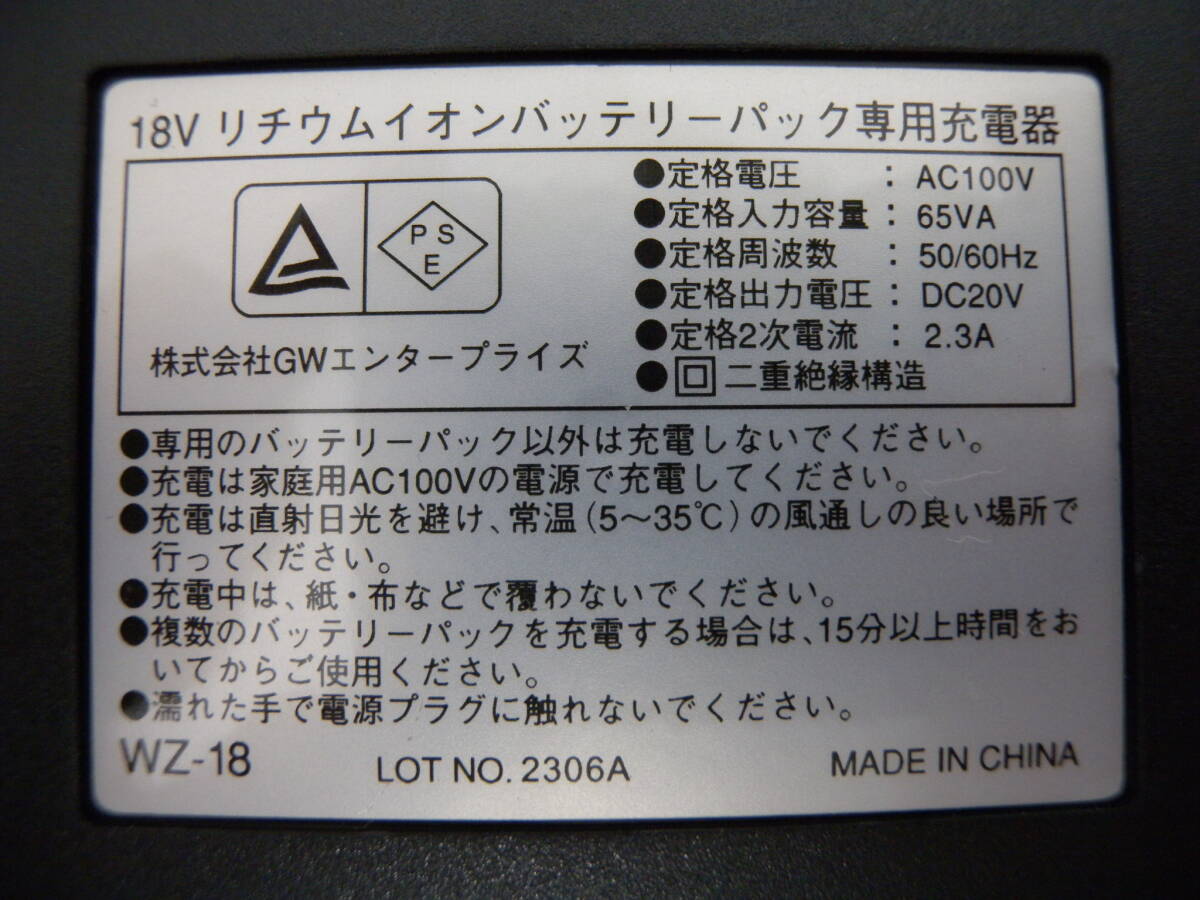 18V リチウムイオンバッテリーパック専用充電器
PS
E
株式会社GWエンタープライズ
●定格電圧 : AC100V
●定格入力容量: 65VA
●定格周波数 : 50/60Hz
●定格出力電圧: DC20V
●定格2次電流 : 2.3A
●回 二重絶縁構造
●専用のバッテリーパック以外は充電しないでください。
●充電は家庭用AC100Vの電源で充電してください。
●充電は直射日光を避け、常温(5〜35℃)の風通しの良い場所で
行ってください。
●充電中は、紙・布などで覆わないでください。
●複数のバッテリーパックを充電する場合は、15分以上時間をお
いてからご使用ください。
●濡れた手で電源プラグに触れないでください。
WZ-18 LOT NO. 2306A MADE IN CHINA